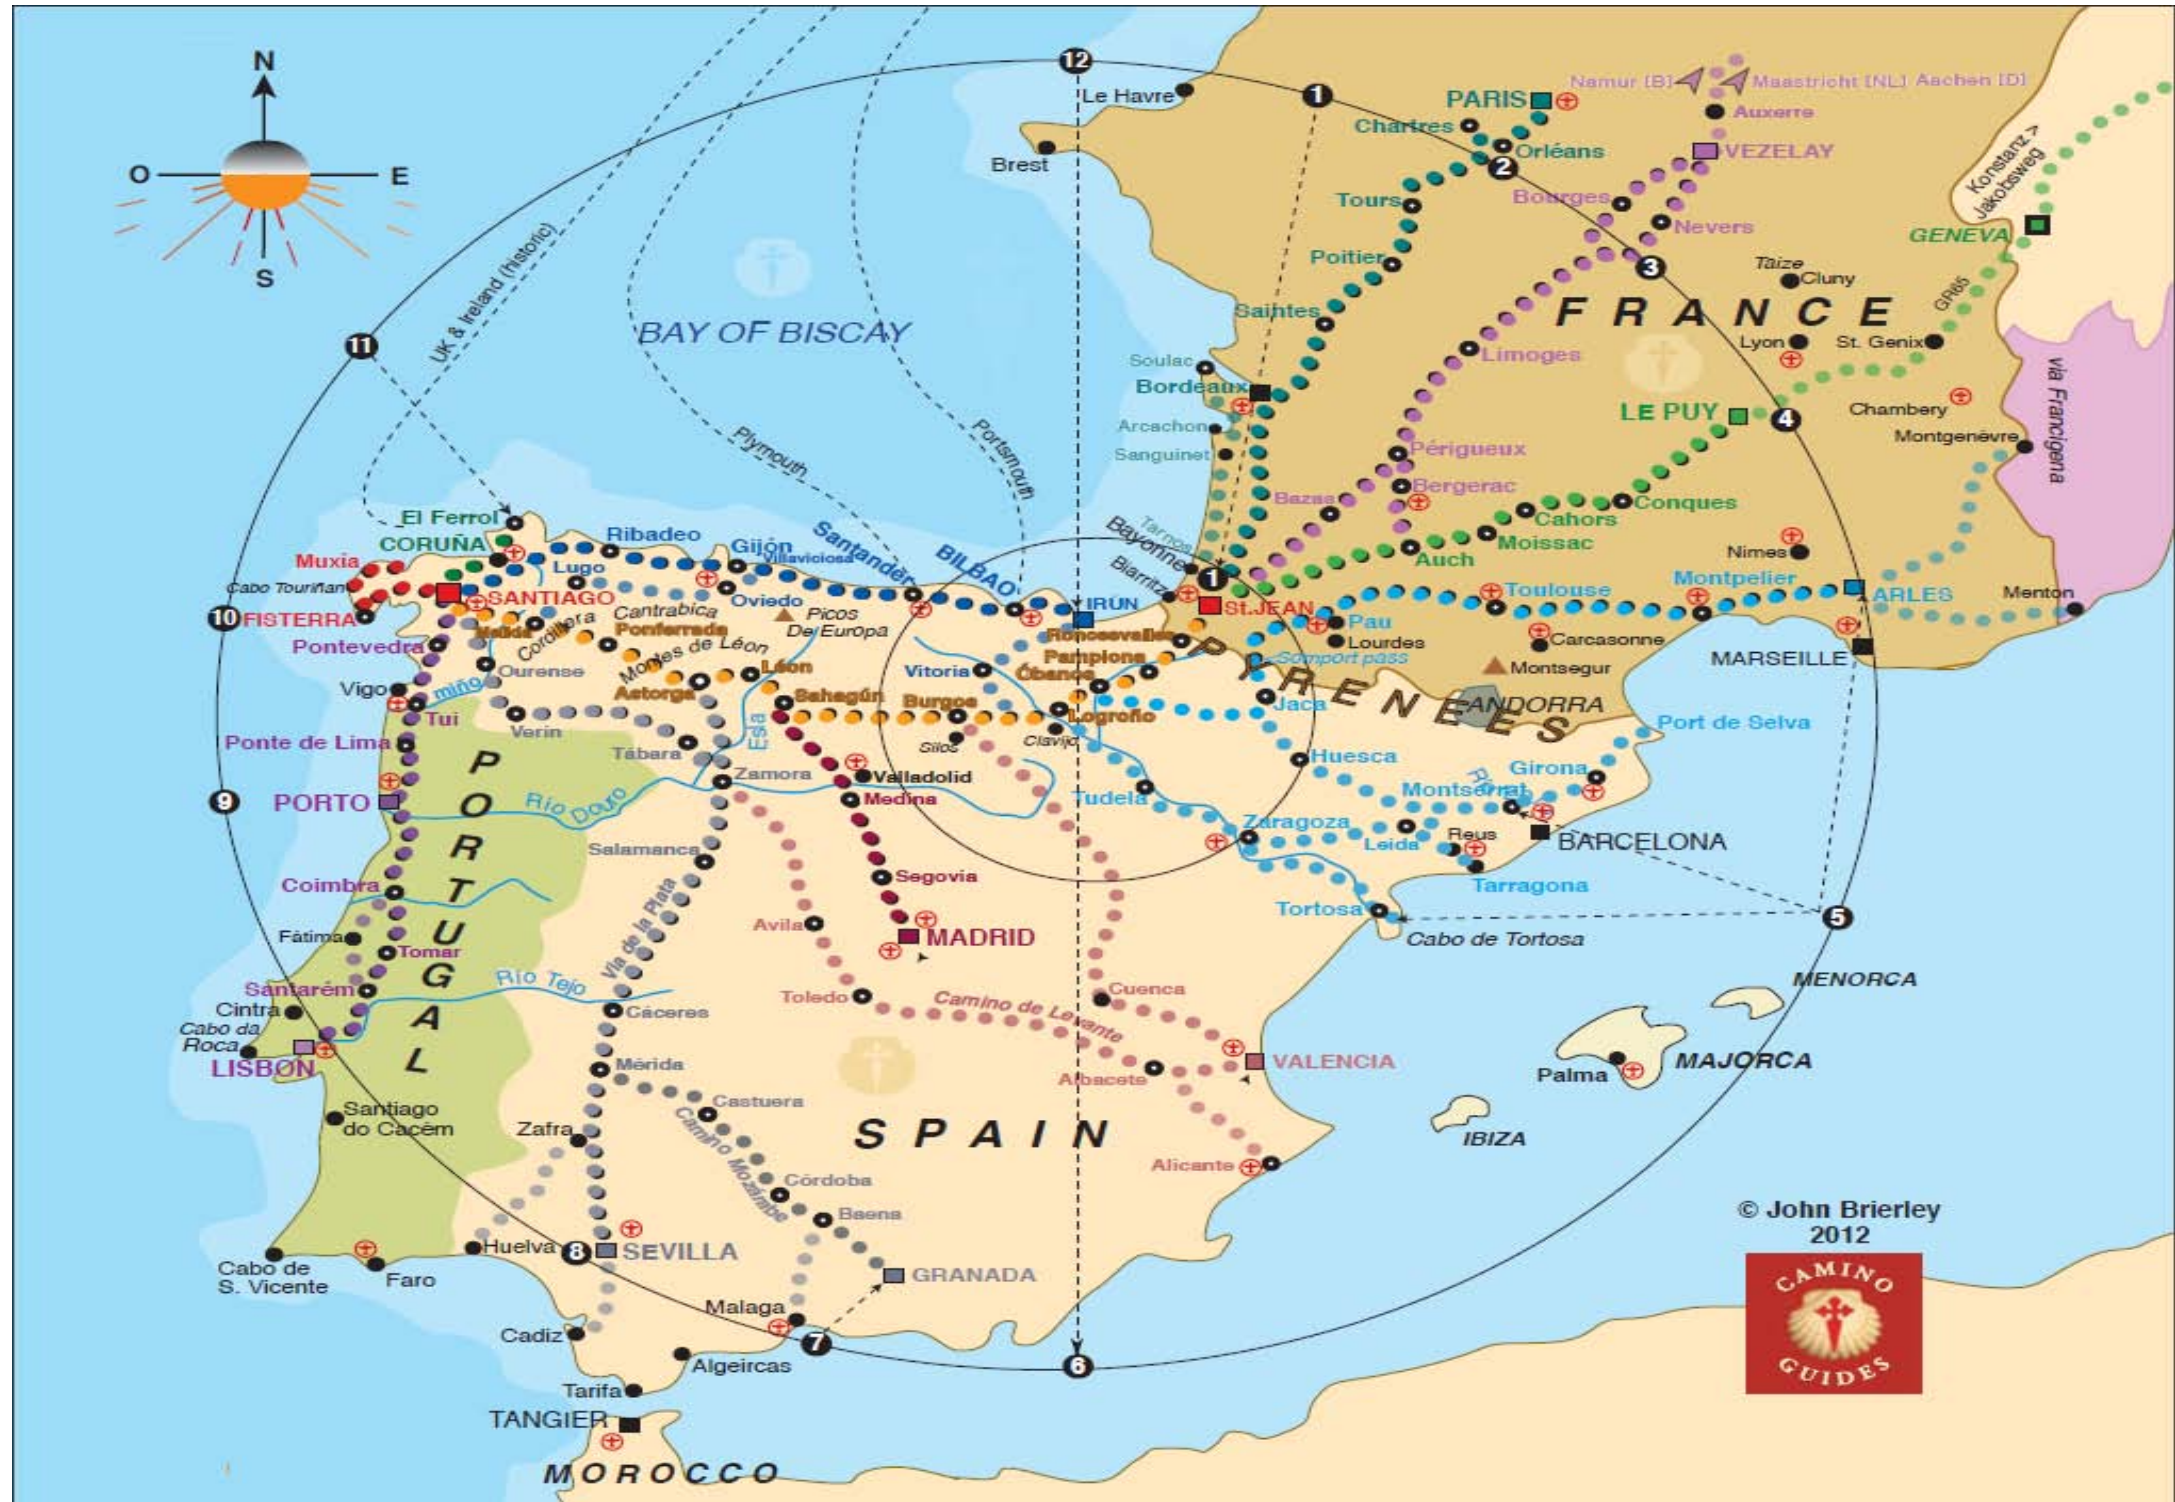 N
O
E
S
12
1
2
3
4
5
6
7
8
9
10
11
1
UK & Ireland (historic)
BAY OF BISCAY
Plymouth
Portsmouth
Le Havre
Brest
PARIS
Chartres
Orléans
Tours
Poitier
Saintes
Soulac
Bordeaux
Arcachon
Sanguinet
Tarnos
Bayonne
Biarritz
Namur [B]
Maastricht [NL] Aachen [D]
Auxerre
VEZELAY
Bourges
Nevers
Limoges
Périgueux
Bergerac
Bazas
Konstanz >
Jakobsweg
GENEVA
GR65
Taize
Cluny
FRANCE
Lyon
St. Genix
LE PUY
Chambery
Montgenèvre
via Francigena
Conques
Cahors
Moissac
Auch
Nimes
Montpelier
ARLES
Menton
MARSEILLE
Toulouse
Carcasonne
Montsegur
ANDORRA
Pau
Lourdes
Somport pass
St.JEAN
PIRENEES
El Ferrol
CORUÑA
Muxia
Cabo Touriñan
FISTERRA
SANTIAGO
Ribadeo
Lugo
Gijón
Villaviciosa
Oviedo
Santander
BILBAO
IRÚN
Cordillera
Cantrabica
Picos
De Europa
Melide
Ponferrada
Montes de Léon
Astorga
Léon
Sahagún
Burgos
Logroño
Óbanos
Pamplona
Roncesvalles
Vitoria
Silos
Clavijo
Esla
Pontevedra
Vigo
miño
Tui
Ourense
Verin
Tábara
Zamora
Ponte de Lima
PORTO
Río Douro
PORTUGAL
Coimbra
Fátima
Tomar
Santarém
Río Tejo
Cintra
Cabo da
Roca
LISBON
Santiago
do Cacém
Cabo de
S. Vicente
Faro
Valladolid
Medina
Segovia
MADRID
Salamanca
Via de la Plata
Avila
Toledo
Camino de Levante
Cáceres
Mérida
Castuera
Camino Mozárabe
Zafra
Córdoba
Baena
Huelva
SEVILLA
GRANADA
Malaga
Cadiz
Algeircas
Tarifa
TANGIER
MOROCCO
SPAIN
Jaca
Huesca
Tudela
Zaragoza
Montserrat
Girona
Port de Selva
Leida
Reus
BARCELONA
Tarragona
Tortosa
Cabo de Tortosa
Cuenca
VALENCIA
Albacete
Alicante
MENORCA
MAJORCA
Palma
IBIZA
© John Brierley
2012
CAMINO
GUIDES